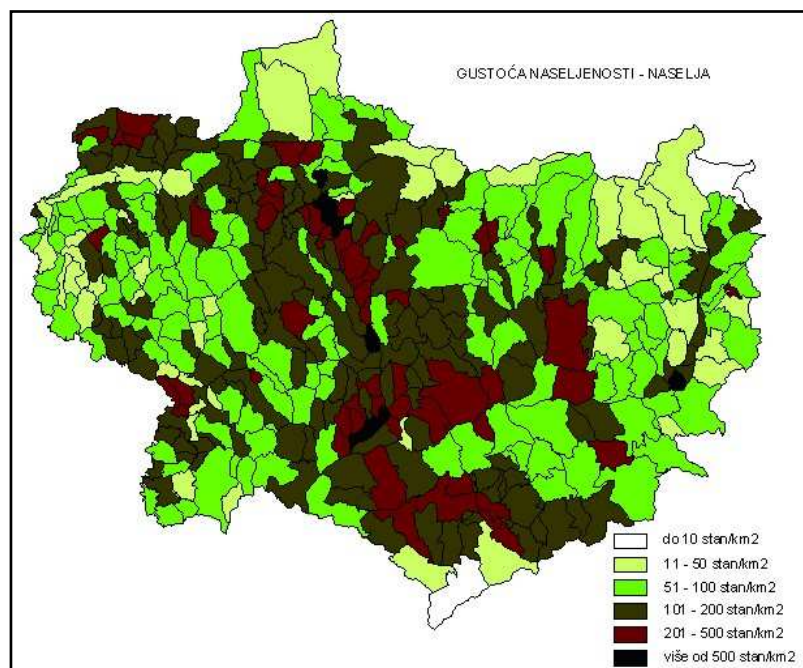 GUSTOĆA NASELJENOSTI - NASELJA
do 10 stan/km2
11 - 50 stan/km2
51 - 100 stan/km2
101 - 200 stan/km2
201 - 500 stan/km2
više od 500 stan/km2